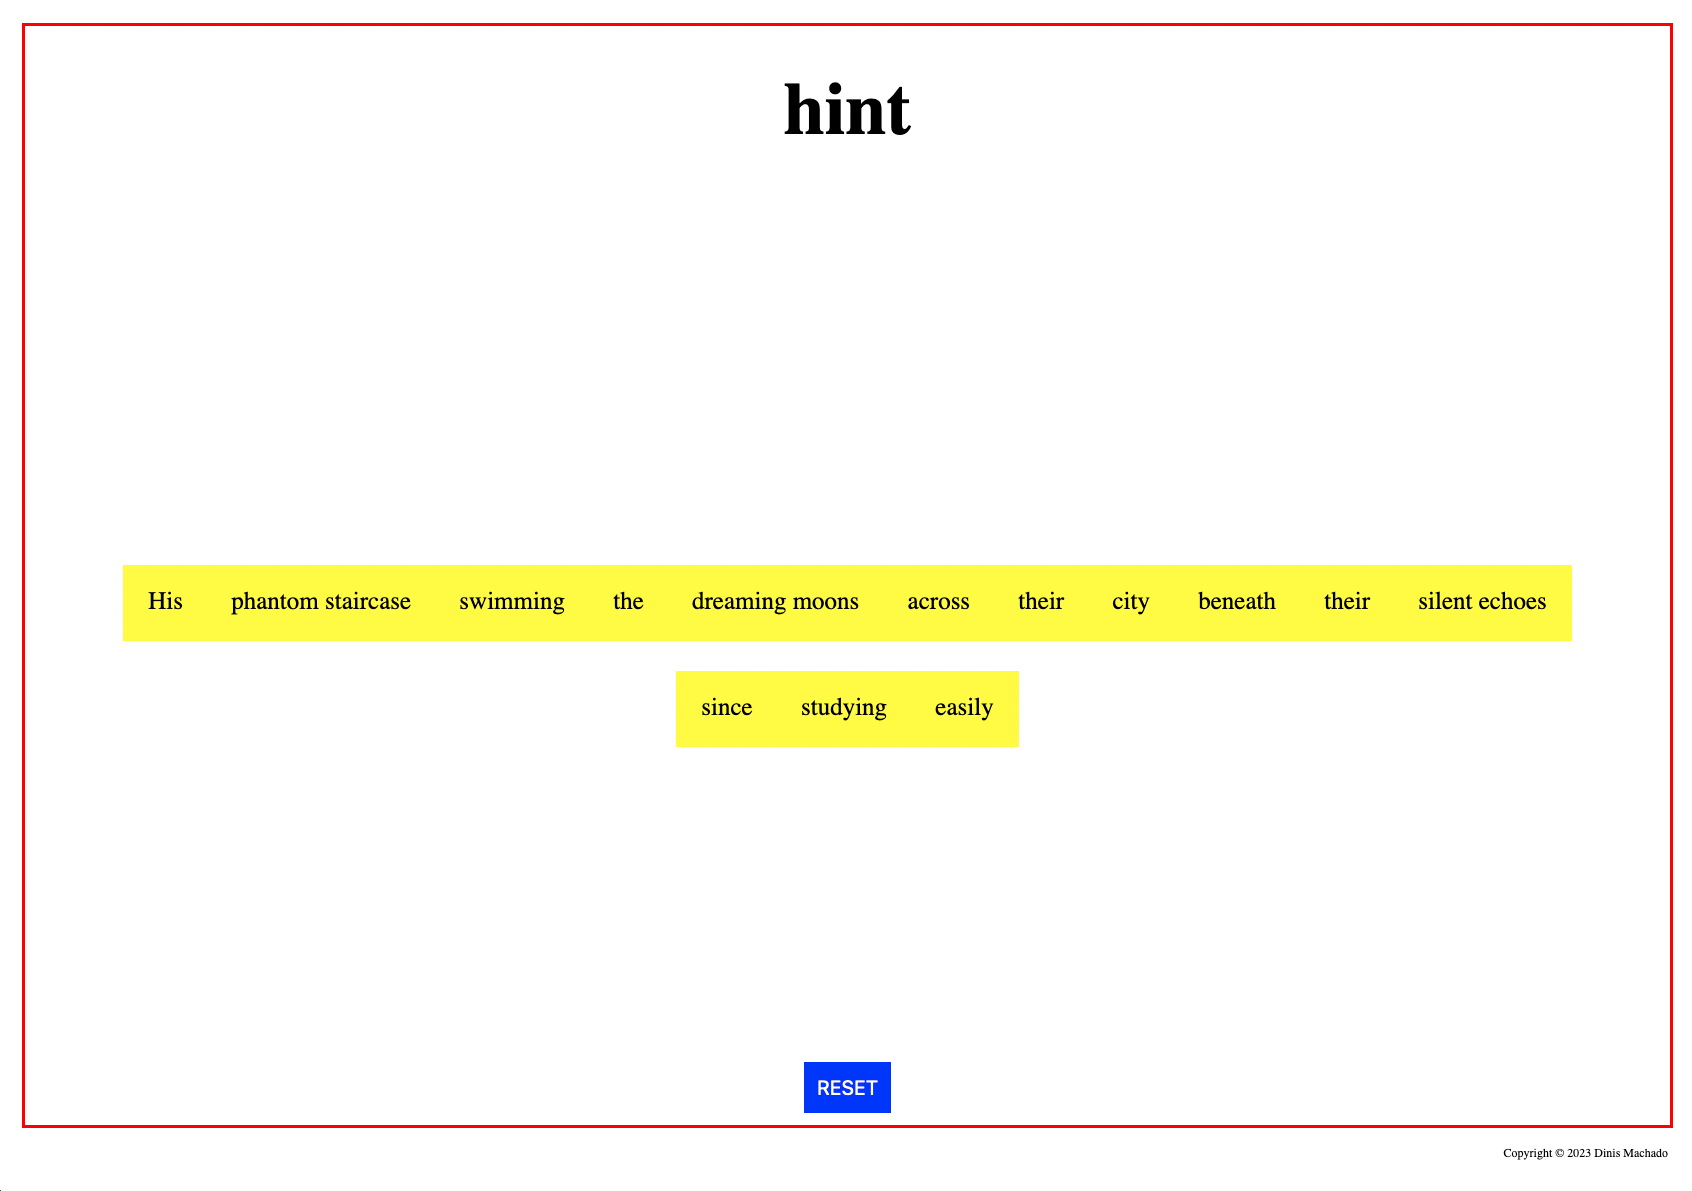 hint
His phantom staircase swimming the dreaming moons across their city beneath their silent echoes
since studying easily
RESET
Copyright © 2023 Dinis Machado